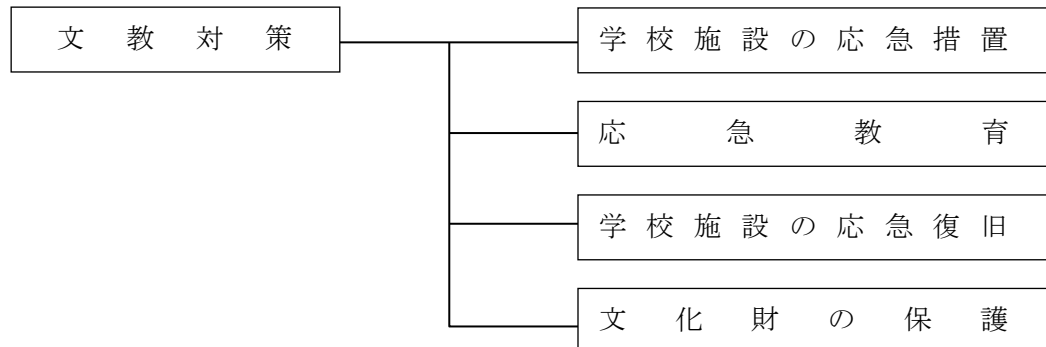 文教対策
学校施設の応急措置
応急教育
学校施設の応急復旧
文化財の保護